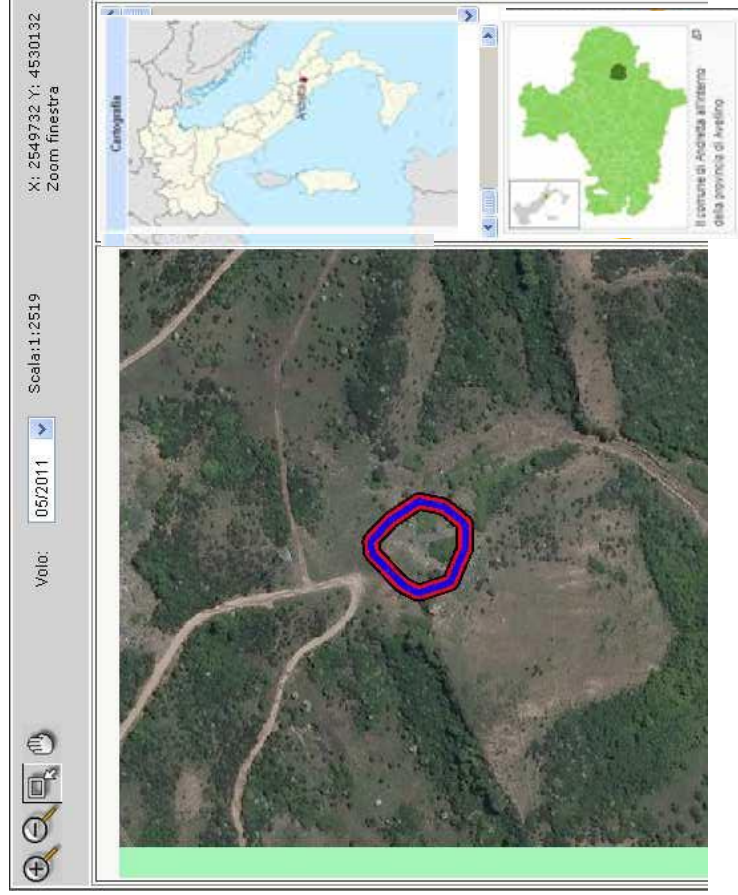 Volo:
05/2011
Scala:1:2519
X: 2549732 Y: 4530132
Zoom finestra
Cartografia
Andretta
Il comune di Andretta all'interno
della provincia di Avellino